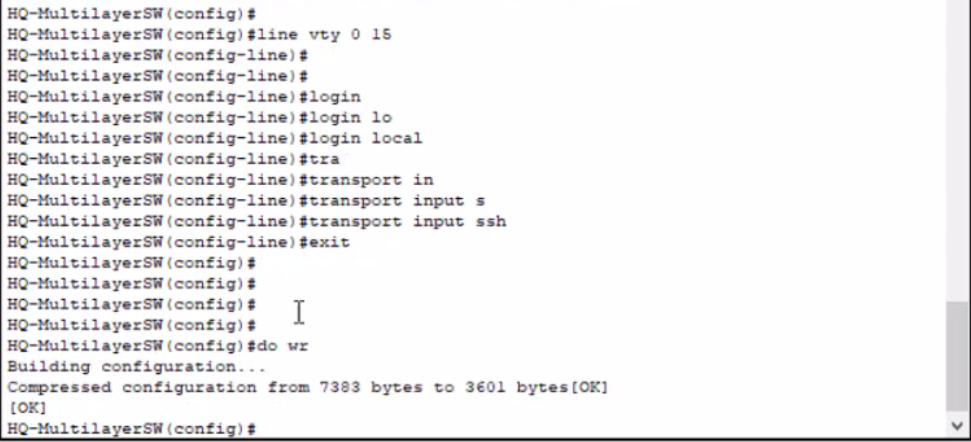 HQ-MultilayerSW(config)#
HQ-MultilayerSW(config)#line vty 0 15
HQ-MultilayerSW(config-line)#
HQ-MultilayerSW(config-line)#
HQ-MultilayerSW(config-line)#login
HQ-MultilayerSW(config-line)#login lo
HQ-MultilayerSW(config-line)#login local
HQ-MultilayerSW(config-line)#tra
HQ-MultilayerSW(config-line)#transport in
HQ-MultilayerSW(config-line)#transport input s
HQ-MultilayerSW(config-line)#transport input ssh
HQ-MultilayerSW(config-line)#exit
HQ-MultilayerSW(config)#
HQ-MultilayerSW(config)#
HQ-MultilayerSW(config)#
HQ-MultilayerSW(config)#
HQ-MultilayerSW(config)#do wr
Building configuration...
Compressed configuration from 7383 bytes to 3601 bytes[OK]
[OK]
HQ-MultilayerSW(config)#